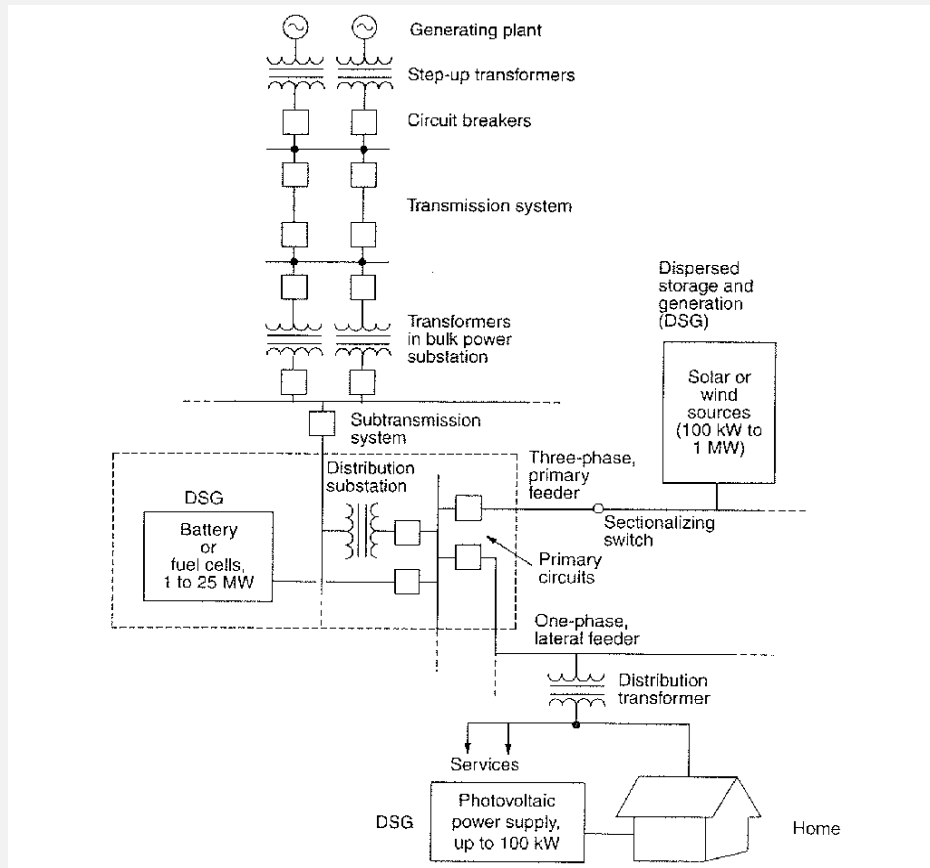 Generating plant
Step-up transformers
Circuit breakers
Transmission system
Dispersed
storage and
generation
(DSG)
Transformers
in bulk power
substation
Solar or
wind
sources
(100 kW to
1 MW)
Subtransmission
system
Three-phase,
primary
feeder
Distribution
substation
DSG
Battery
or
fuel cells,
1 to 25 MW
Sectionalizing
switch
Primary
circuits
One-phase,
lateral feeder
Distribution
transformer
Services
DSG
Photovoltaic
power supply,
up to 100 kW
Home